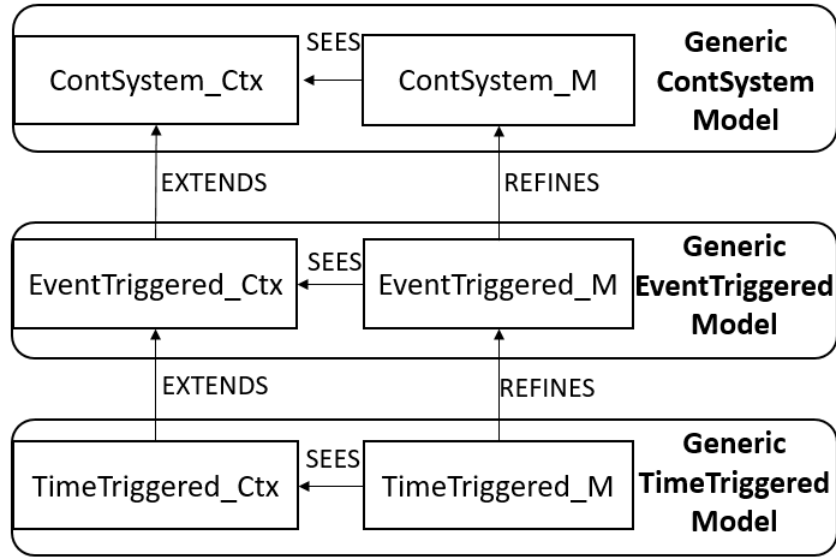 SEES
ContSystem_Ctx
ContSystem_M
Generic
ContSystem
Model
EXTENDS
REFINES
SEES
EventTriggered_Ctx
EventTriggered_M
Generic
EventTriggered
Model
EXTENDS
REFINES
SEES
TimeTriggered_Ctx
TimeTriggered_M
Generic
TimeTriggered
Model